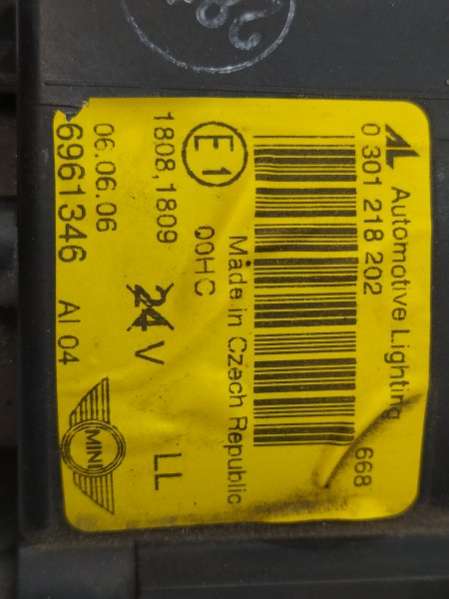 AL Automotive Lighting
0 301 218 202
668
Made in Czech Republic
E1
00HC
1808,1809
24 V
LL
06.06.06
6961346
AI 04
MINI